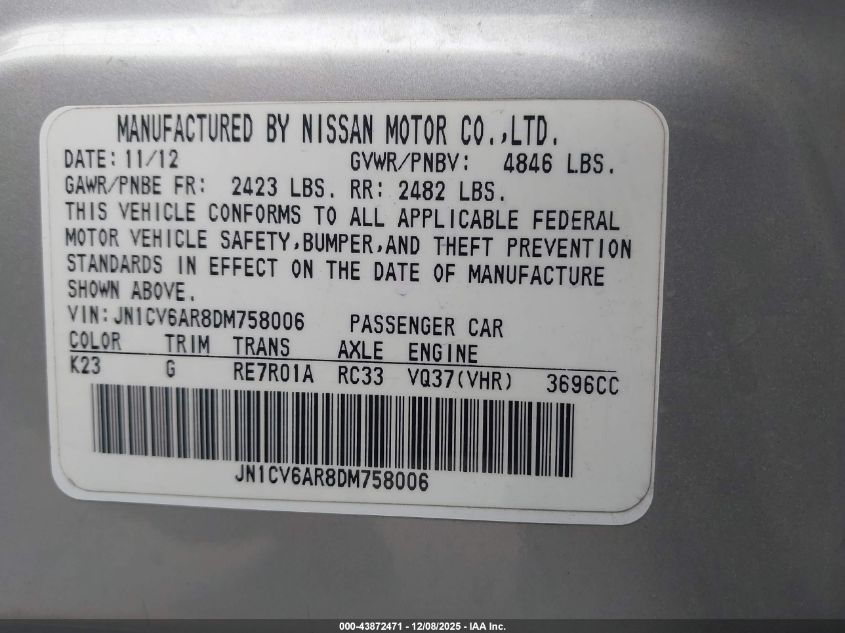 MANUFACTURED BY NISSAN MOTOR CO.,LTD.
DATE: 11/12 GVWR/PNBV: 4846 LBS.
GAWR/PNBE FR: 2423 LBS. RR: 2482 LBS.
THIS VEHICLE CONFORMS TO ALL APPLICABLE FEDERAL
MOTOR VEHICLE SAFETY,BUMPER,AND THEFT PREVENTION
STANDARDS IN EFFECT ON THE DATE OF MANUFACTURE
SHOWN ABOVE.
VIN: JN1CV6AR8DM758006 PASSENGER CAR
COLOR TRIM TRANS AXLE ENGINE
K23 G RE7R01A RC33 VQ37(VHR) 3696CC
JN1CV6AR8DM758006
000-43872471 - 12/08/2025 - IAA Inc.